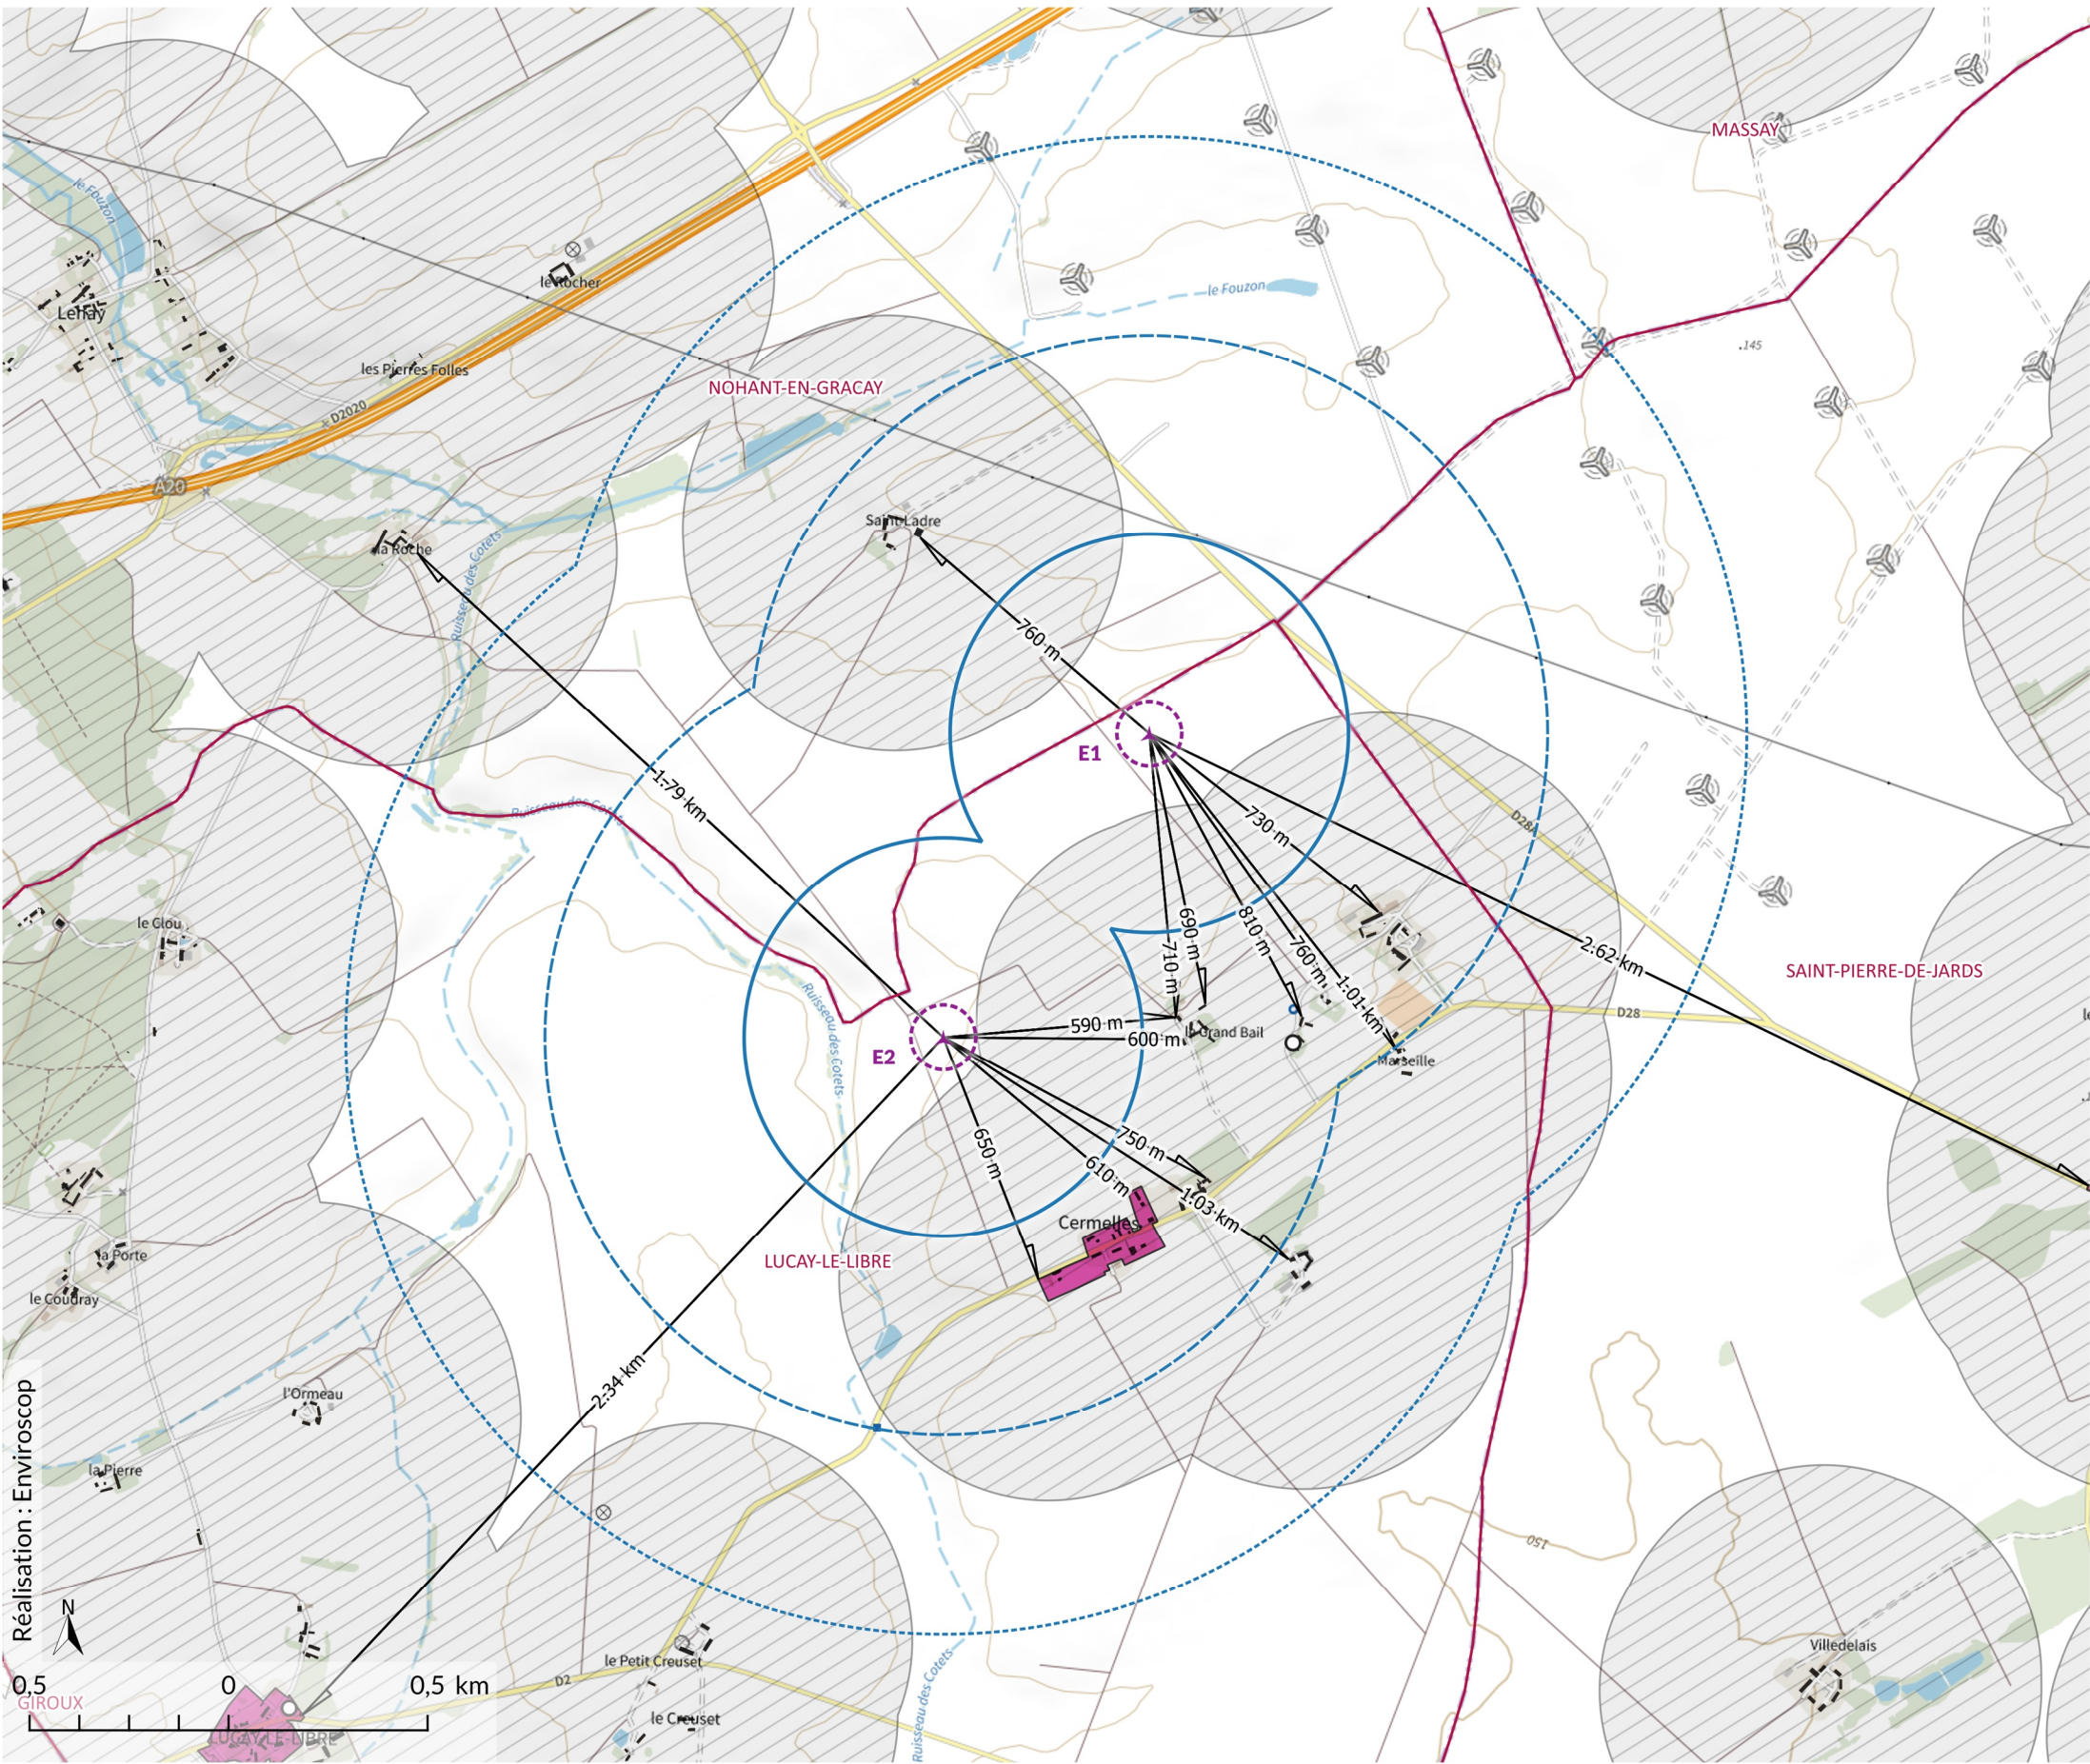 MASSAY
le Fouzon
le Rocher
Lenay
le Fouzon
.145
les Pierres Folles
NOHANT-EN-GRACAY
D2020
A20
Saint-Ladre
la Roche
Ruisseau des Cotets
760 m
E1
1.79 km
D28A
730 m
le Clou
690 m
810 m
710 m
760 m
1.01 km
2.62 km
SAINT-PIERRE-DE-JARDS
Ruisseau des Cotets
590 m
600 m
le Grand Bail
D28
E2
Marseille
650 m
750 m
610 m
1.03 km
Cermelles
la Porte
LUCAY-LE-LIBRE
le Coudray
2.34 km
l'Ormeau
la Pierre
150
Réalisation : Enviroscop
N
le Petit Creuset
Villedelais
D2
Ruisseau des Cotets
0,5 0 0,5 km
GIROUX
le Creuset
LUCAY-LE-LIBRE